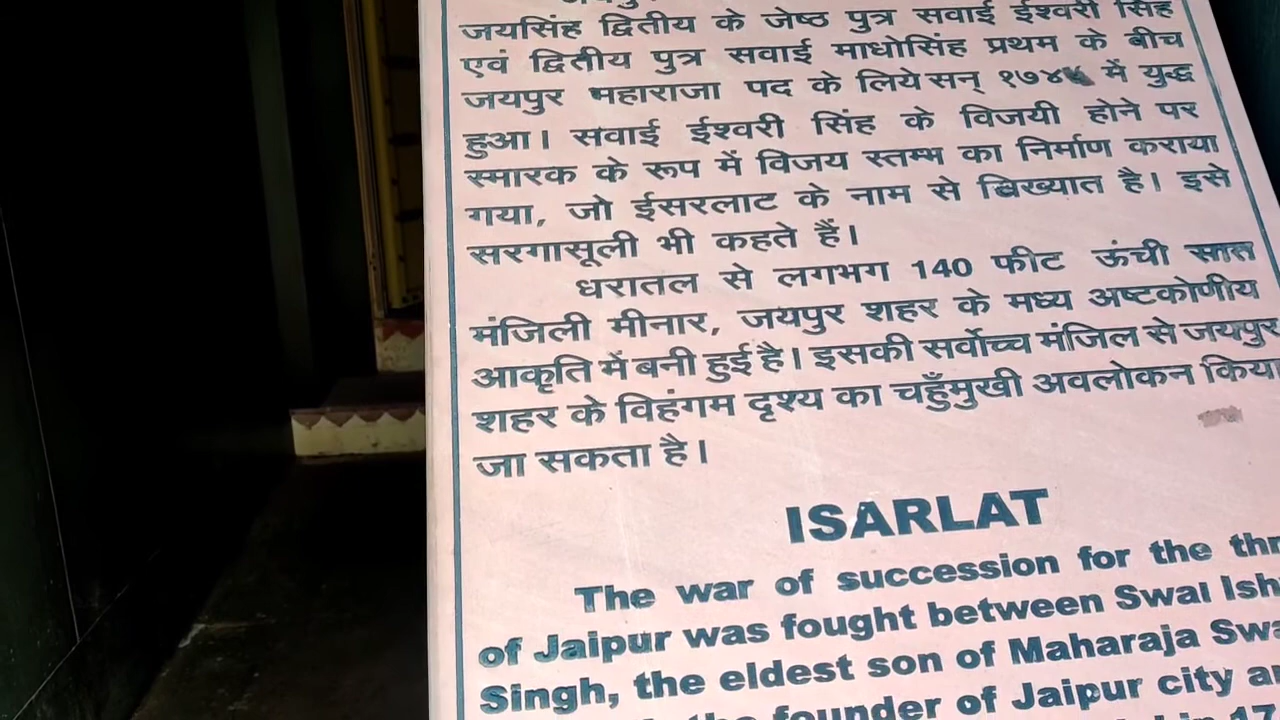 जयसिंह द्वितीय के जेष्ठ पुत्र सवाई ईश्वरी सिंह
एवं द्वितीय पुत्र सवाई माधोसिंह प्रथम के बीच
जयपुर महाराजा पद के लिये सन् में युद्ध
हुआ। सवाई ईश्वरी सिंह के विजयी होने पर
स्मारक के रूप में विजय स्तम्भ का निर्माण कराया
गया, जो ईसरलाट के नाम से विख्यात है। इसे
सरगासूली भी कहते हैं।
धरातल से लगभग 140 फीट ऊंची सात
मंजिली मीनार, जयपुर शहर के मध्य अष्टकोणीय
आकृति में बनी हुई है। इसकी सर्वोच्च मंजिल से जयपुर
शहर के विहंगम दृश्य का चहुँमुखी अवलोकन किया
जा सकता है।
ISARLAT
The war of succession for the
of Jaipur was fought between Swai
Singh, the eldest son of Maharaja
the founder of Jaipur city
in